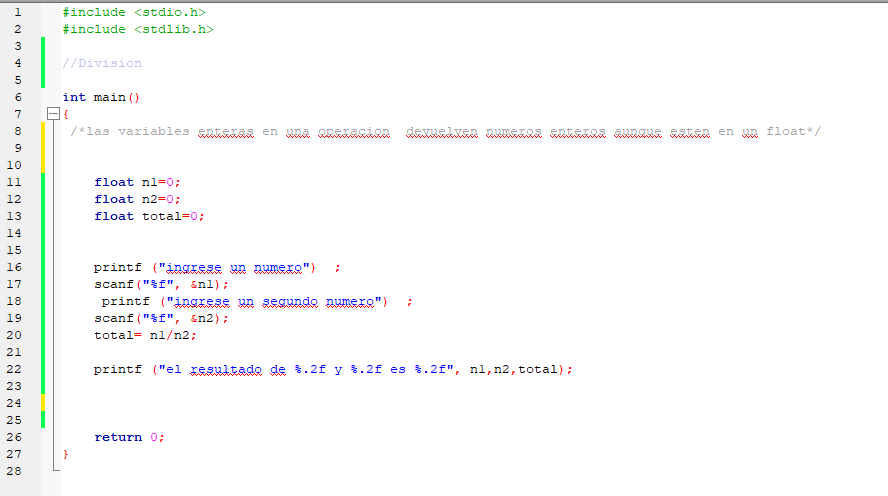 1 #include <stdio.h>
2 #include <stdlib.h>
3
4 //Division
5
6 int main()
7 {
8 /*las variables enteras en una operacion  devuelven numeros enteros aunque esten en un float*/
9
10
11 float n1=0;
12 float n2=0;
13 float total=0;
14
15
16 printf ("ingrese un numero")  ;
17 scanf("%f", &n1);
18 printf ("ingrese un segundo numero")  ;
19 scanf("%f", &n2);
20 total= n1/n2;
21
22 printf ("el resultado de %.2f y %.2f es %.2f", n1,n2,total);
23
24
25
26 return 0;
27 }
28